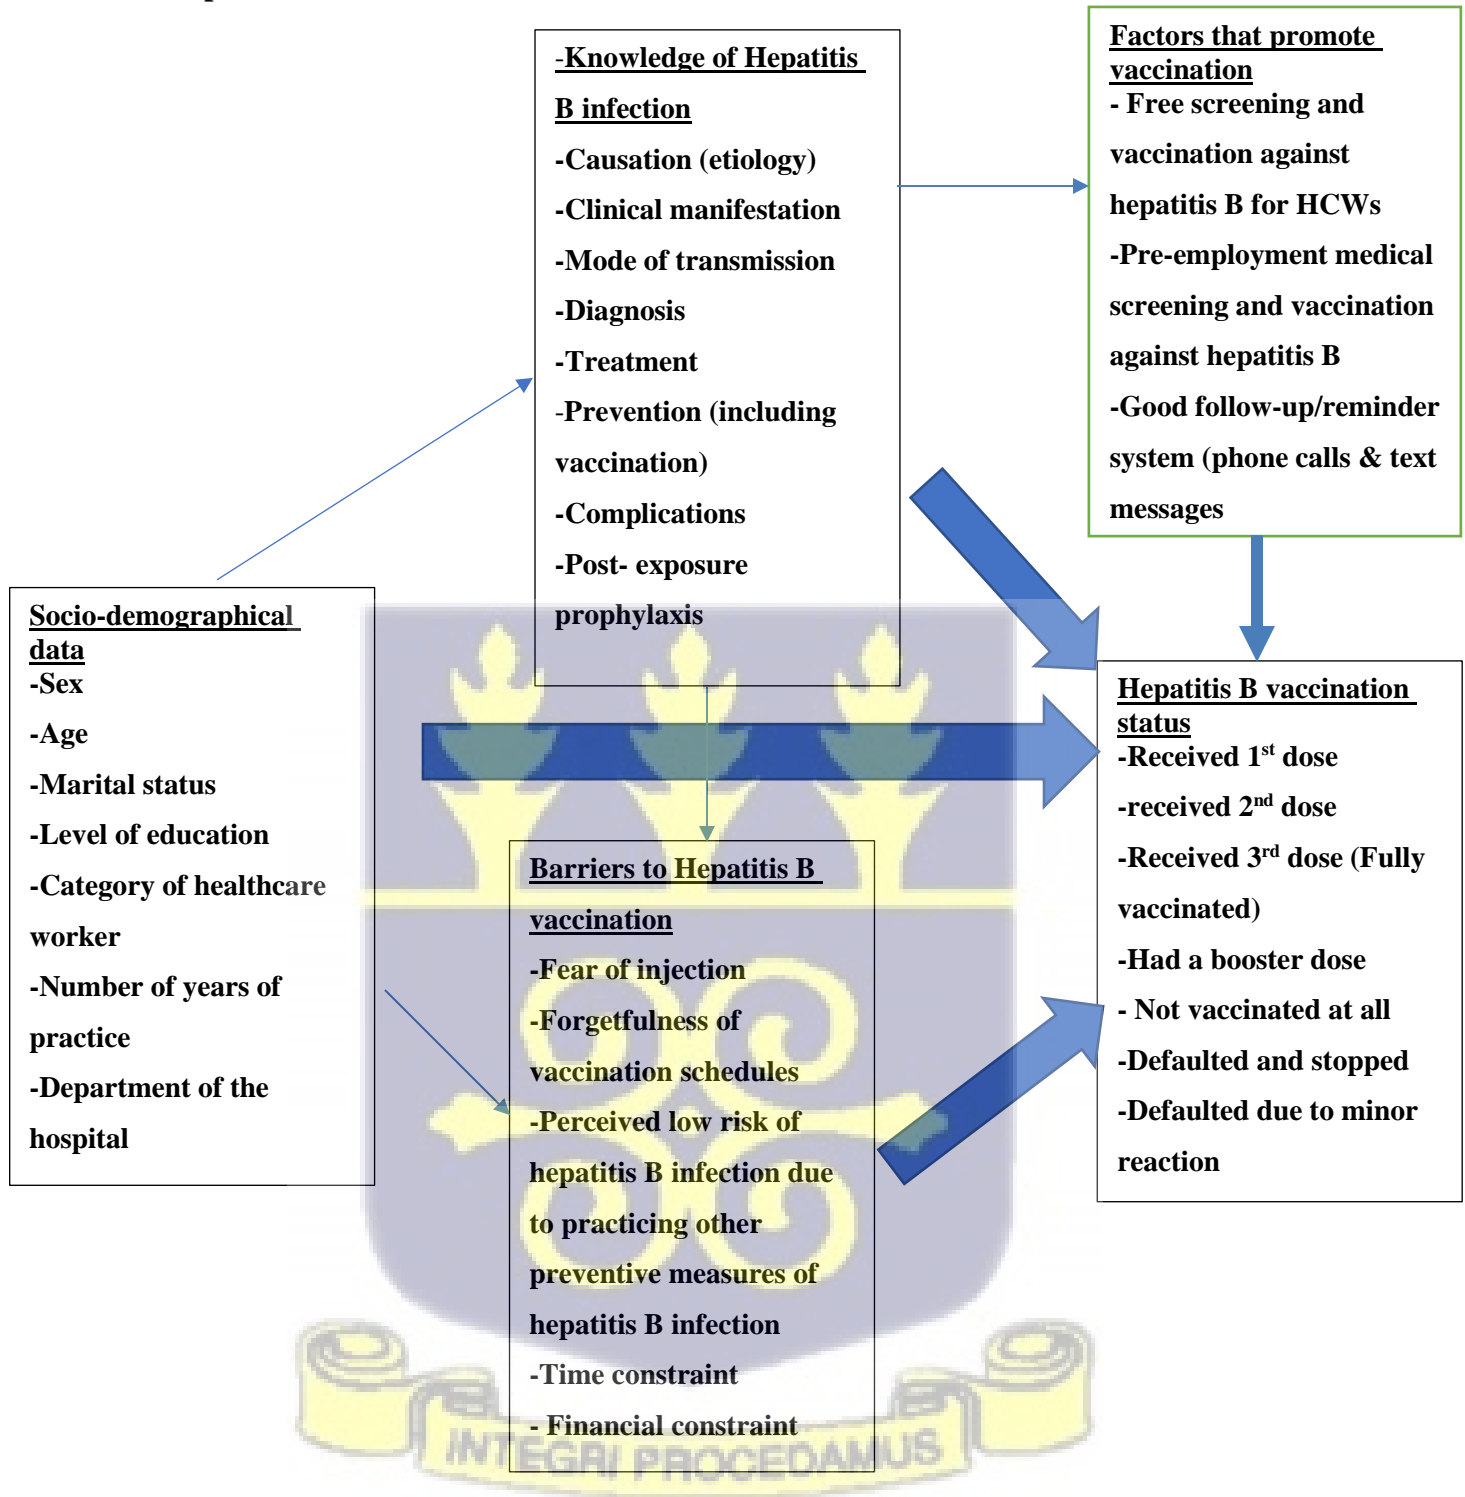 -Knowledge of Hepatitis
B infection
-Causation (etiology)
-Clinical manifestation
-Mode of transmission
-Diagnosis
-Treatment
-Prevention (including
vaccination)
-Complications
-Post- exposure
prophylaxis
Factors that promote
vaccination
- Free screening and
vaccination against
hepatitis B for HCWs
-Pre-employment medical
screening and vaccination
against hepatitis B
-Good follow-up/reminder
system (phone calls & text
messages
Socio-demographical
data
-Sex
-Age
-Marital status
-Level of education
-Category of healthcare
worker
-Number of years of
practice
-Department of the
hospital
Barriers to Hepatitis B
vaccination
-Fear of injection
-Forgetfulness of
vaccination schedules
-Perceived low risk of
hepatitis B infection due
to practicing other
preventive measures of
hepatitis B infection
-Time constraint
- Financial constraint
Hepatitis B vaccination
status
-Received 1st dose
-received 2nd dose
-Received 3rd dose (Fully
vaccinated)
-Had a booster dose
- Not vaccinated at all
-Defaulted and stopped
-Defaulted due to minor
reaction
INTEGRI PROCEDAMUS